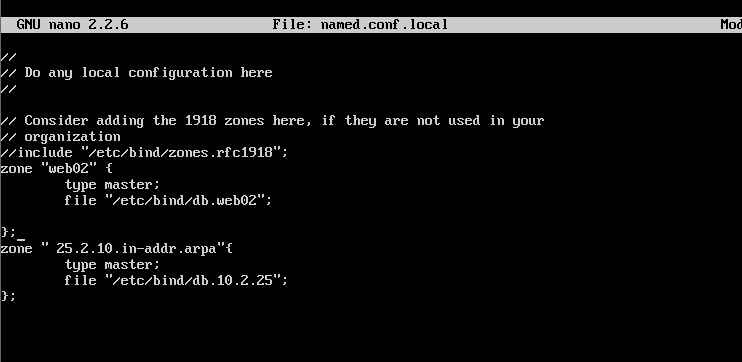 GNU nano 2.2.6 File: named.conf.local Mod
//
// Do any local configuration here
//
// Consider adding the 1918 zones here, if they are not used in your
// organization
//include "/etc/bind/zones.rfc1918";
zone "web02" {
type master;
file "/etc/bind/db.web02";
};
zone " 25.2.10.in-addr.arpa"{
type master;
file "/etc/bind/db.10.2.25";
};